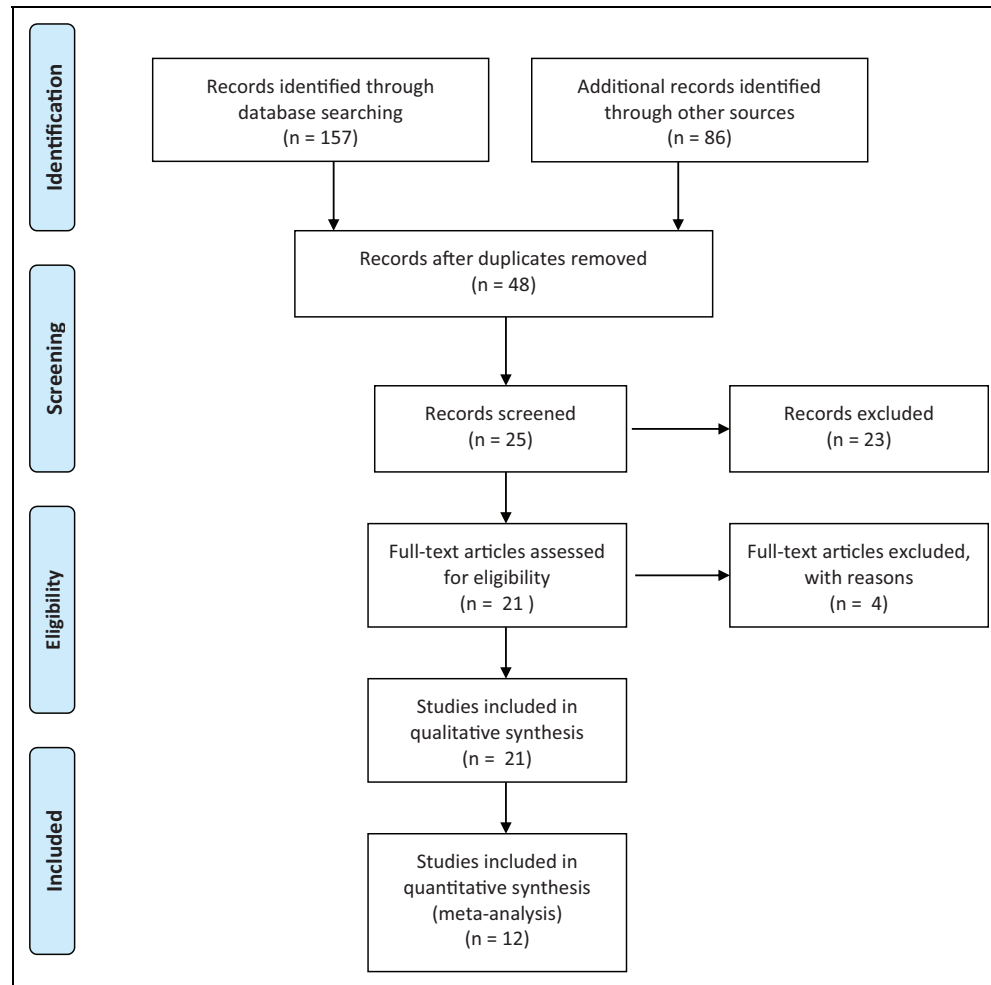 Identification
Records identified through
database searching
(n = 157)
Additional records identified
through other sources
(n = 86)
Records after duplicates removed
(n = 48)
Screening
Records screened
(n = 25)
Records excluded
(n = 23)
Eligibility
Full-text articles assessed
for eligibility
(n = 21 )
Full-text articles excluded,
with reasons
(n = 4)
Studies included in
qualitative synthesis
(n = 21)
Included
Studies included in
quantitative synthesis
(meta-analysis)
(n = 12)